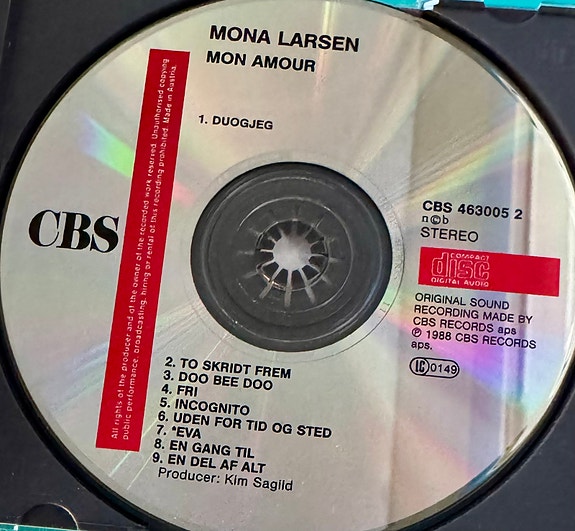 MONA LARSEN
MON AMOUR
1. DUOGJEG
All rights of the producer and of the owner of the recorded work reserved. Unauthorised copying
public performance, broadcasting, hiring or rental of this recording prohibited. Made in Austria.
CBS
CBS 463005 2
n©b
STEREO
COMPACT
disc
DIGITAL AUDIO
ORIGINAL SOUND
RECORDING MADE BY
CBS RECORDS aps
℗ 1988 CBS RECORDS
aps.
LC 0149
2. TO SKRIDT FREM
3. DOO BEE DOO
4. FRI
5. INCOGNITO
6. UDEN FOR TID OG STED
7. *EVA
8. EN GANG TIL
9. EN DEL AF ALT
Producer: Kim Sagild